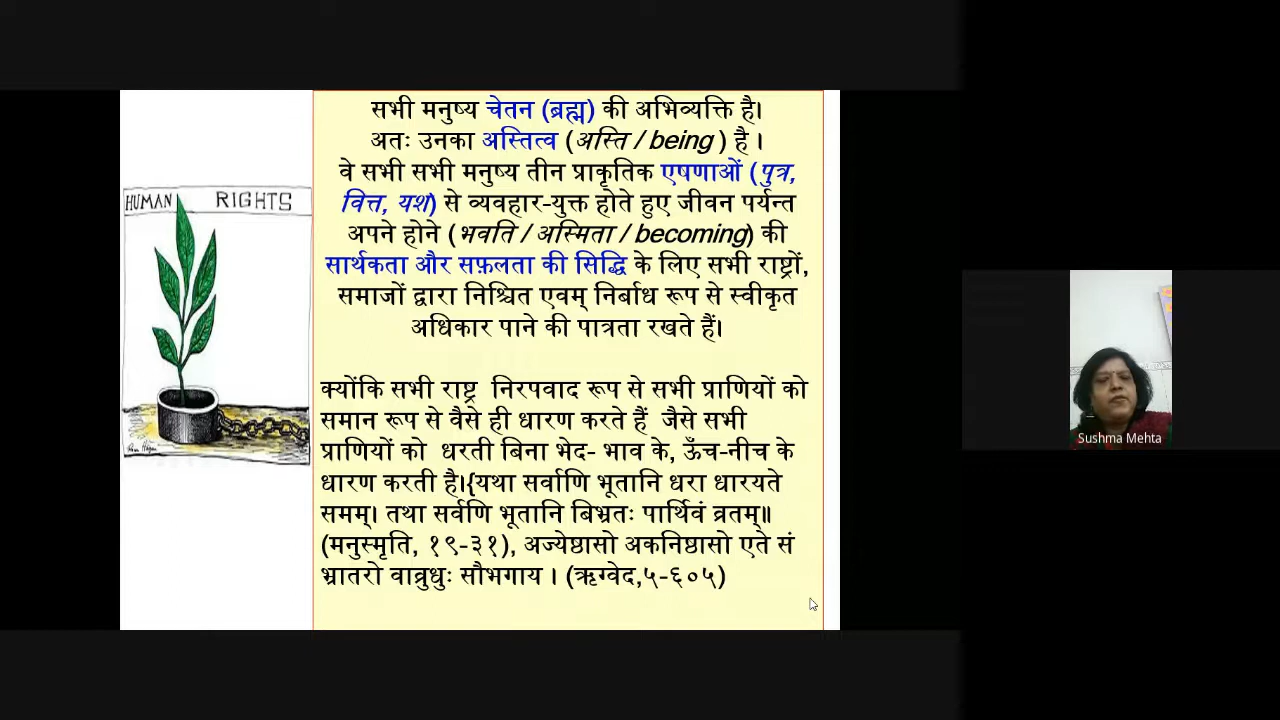 HUMAN RIGHTS
सभी मनुष्य चेतन (ब्रह्म) की अभिव्यक्ति है।
अतः उनका अस्तित्व (अस्ति / being ) है ।
वे सभी सभी मनुष्य तीन प्राकृतिक एषणाओं (पुत्र,
वित्त, यश) से व्यवहार-युक्त होते हुए जीवन पर्यन्त
अपने होने (भवति / अस्मिता / becoming) की
सार्थकता और सफ़लता की सिद्धि के लिए सभी राष्ट्रों,
समाजों द्वारा निश्चित एवम् निर्बाध रूप से स्वीकृत
अधिकार पाने की पात्रता रखते हैं।
क्योंकि सभी राष्ट्र निरपवाद रूप से सभी प्राणियों को
समान रूप से वैसे ही धारण करते हैं जैसे सभी
प्राणियों को धरती बिना भेद- भाव के, ऊँच-नीच के
धारण करती है।{यथा सर्वाणि भूतानि धरा धारयते
समम्। तथा सर्वणि भूतानि बिभ्रतः पार्थिवं व्रतम्॥
(मनुस्मृति, १९-३१), अज्येष्ठासो अकनिष्ठासो एते सं
भ्रातरो वाव्रुधुः सौभगाय । (ऋग्वेद,५-६०५)
Sushma Mehta